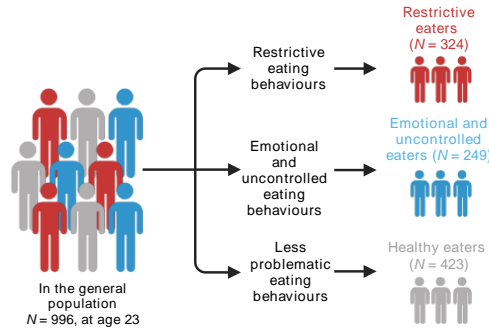 Restrictive
eating
behaviours
Restrictive
eaters
(N = 324)
Emotional
and
uncontrolled
eating
behaviours
Emotional and
uncontrolled
eaters (N = 249)
Less
problematic
eating
behaviours
Healthy eaters
(N = 423)
In the general
population
N = 996, at age 23